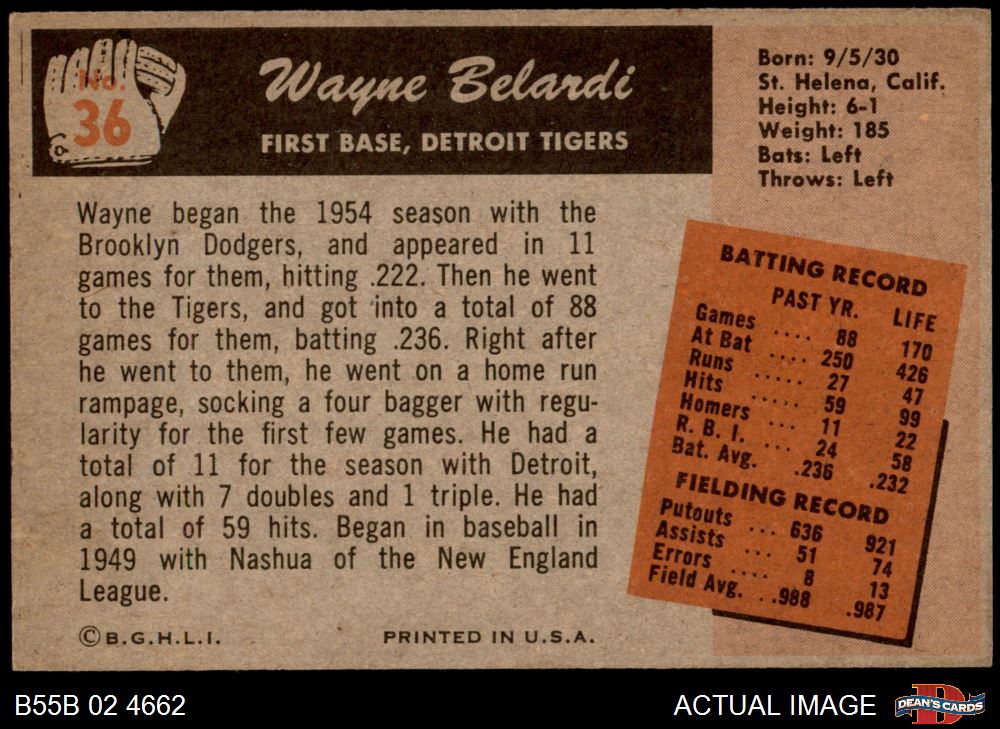 No.
36
Wayne Belardi
FIRST BASE, DETROIT TIGERS
Born: 9/5/30
St. Helena, Calif.
Height: 6-1
Weight: 185
Bats: Left
Throws: Left
Wayne began the 1954 season with the
Brooklyn Dodgers, and appeared in 11
games for them, hitting .222. Then he went
to the Tigers, and got into a total of 88
games for them, batting .236. Right after
he went to them, he went on a home run
rampage, socking a four bagger with regu-
larity for the first few games. He had a
total of 11 for the season with Detroit,
along with 7 doubles and 1 triple. He had
a total of 59 hits. Began in baseball in
1949 with Nashua of the New England
League.
BATTING RECORD
PAST YR. LIFE
Games .... 88 170
At Bat .... 250 426
Runs ..... 27 47
Hits ..... 59 99
Homers ... 11 22
R. B. I. ... 24 58
Bat. Avg. .236 .232
FIELDING RECORD
Putouts ... 636 921
Assists ... 51 74
Errors .... 8 13
Field Avg. .988 .987
©B.G.H.L.I. PRINTED IN U.S.A.
B55B 02 4662 ACTUAL IMAGE D DEAN'S CARDS